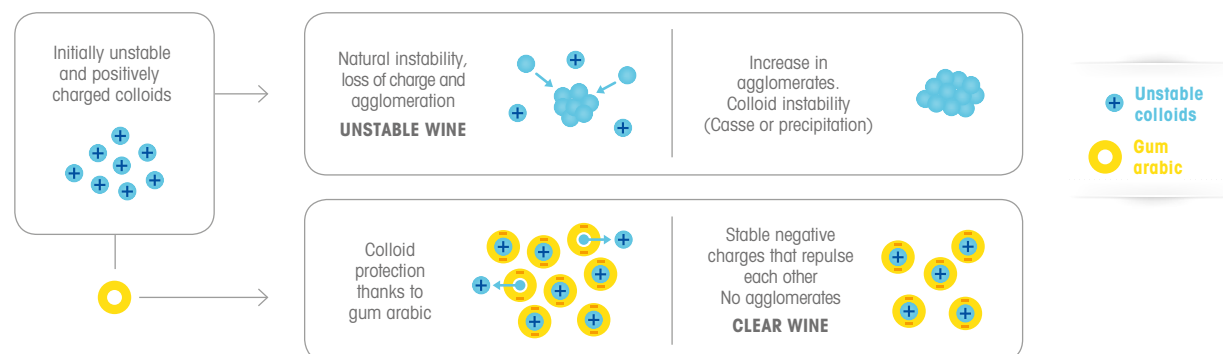 Initially unstable
and positively
charged colloids
Natural instability,
loss of charge and
agglomeration
UNSTABLE WINE
Increase in
agglomerates.
Colloid instability
(Casse or precipitation)
Unstable
colloids
Gum
arabic
Colloid
protection
thanks to
gum arabic
Stable negative
charges that repulse
each other
No agglomerates
CLEAR WINE